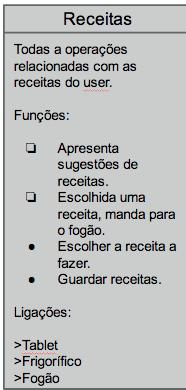 Receitas
Todas a operações
relacionadas com as
receitas do user.
Funções:
❏ Apresenta
sugestões de
receitas.
❏ Escolhida uma
receita, manda para
o fogão.
● Escolher a receita a
fazer.
● Guardar receitas.
Ligações:
>Tablet
>Frigorífico
>Fogão